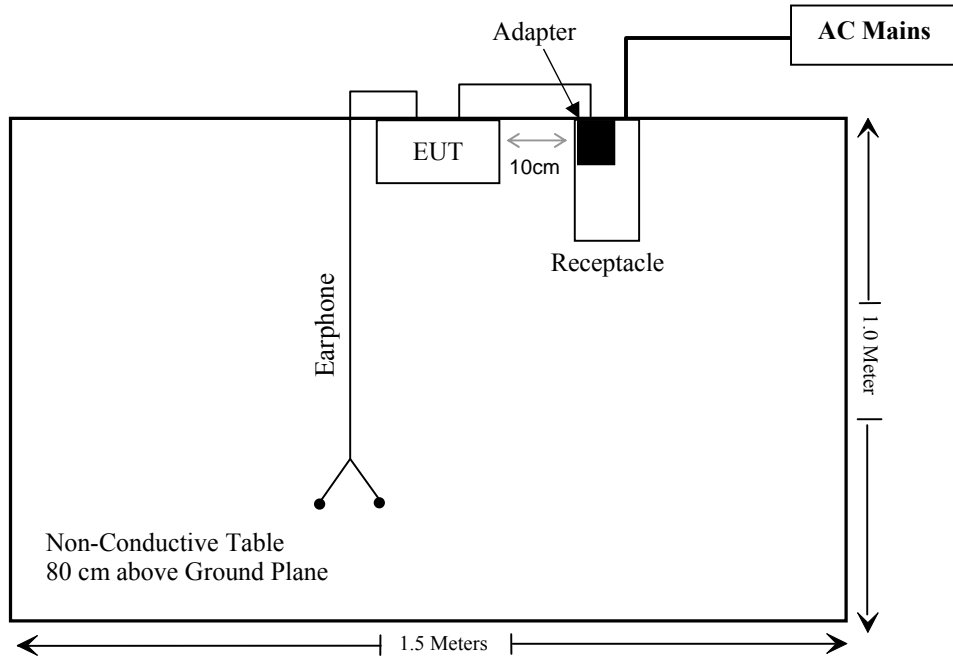 Adapter
AC Mains
EUT
10cm
Receptacle
Earphone
1.0 Meter
Non-Conductive Table
80 cm above Ground Plane
1.5 Meters